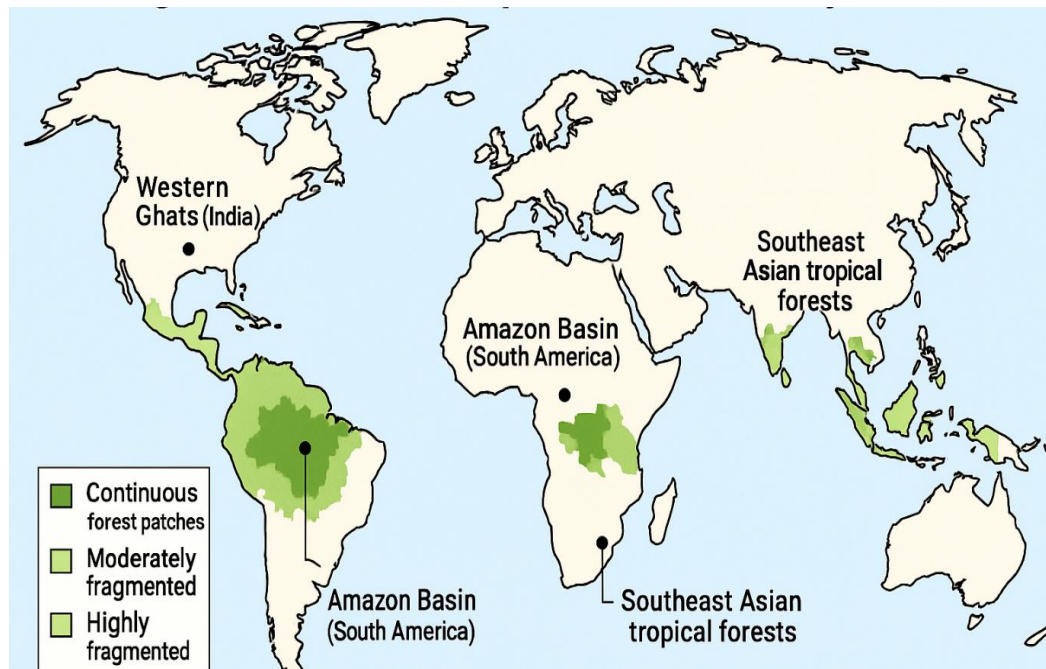 Western
Ghats (India)
Southeast
Asian tropical
forests
Amazon Basin
(South America)
Continuous
forest patches
Moderately
fragmented
Highly
fragmented
Amazon Basin
(South America)
Southeast Asian
tropical forests